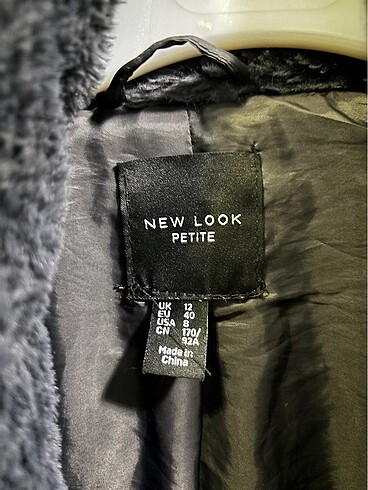 NEW LOOK
PETITE
UK 12
EU 40
USA 8
CN 170/
92A
Made in
China